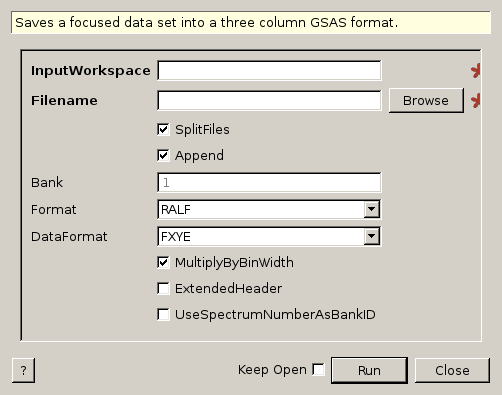 Saves a focused data set into a three column GSAS format.
InputWorkspace *
Filename Browse *
SplitFiles
Append
Bank 1
Format RALF
DataFormat FXYE
MultiplyByBinWidth
ExtendedHeader
UseSpectrumNumberAsBankID
? Keep Open Run Close